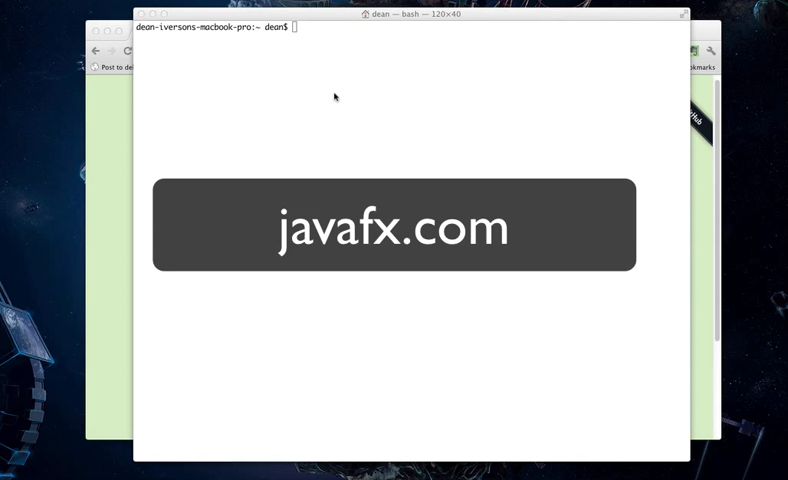 dean — bash — 120×40
dean-iversons-macbook-pro:~ dean$
Post to del
okmarks
Hub
javafx.com